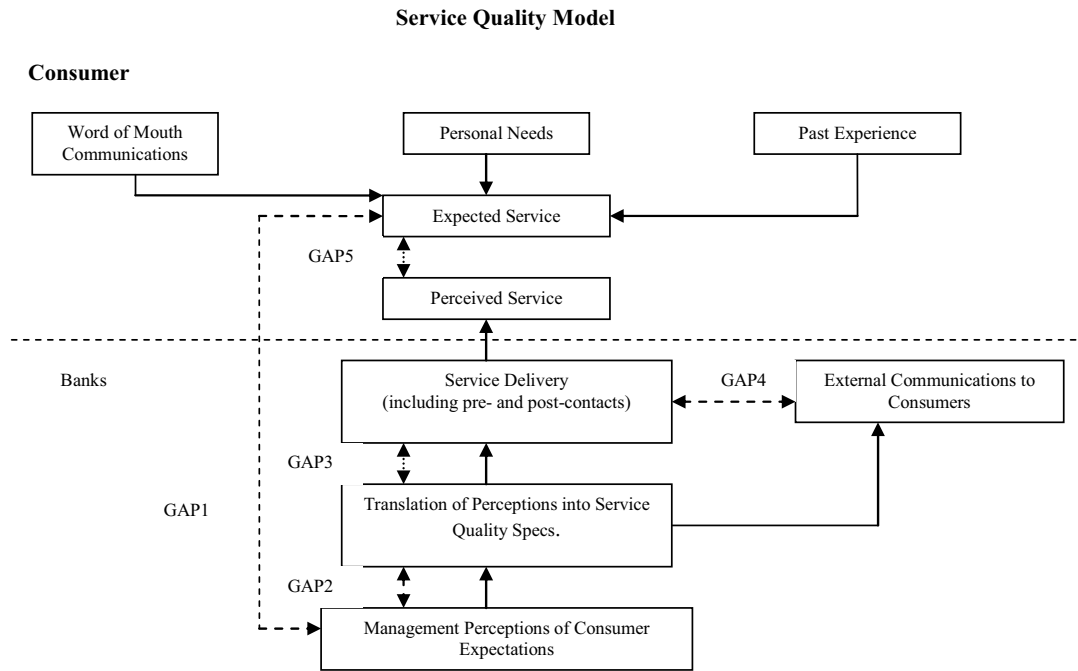 Service Quality Model
Consumer
Word of Mouth
Communications
Personal Needs
Past Experience
Expected Service
GAP5
Perceived Service
Banks
Service Delivery
(including pre- and post-contacts)
GAP4
External Communications to
Consumers
GAP3
Translation of Perceptions into Service
Quality Specs.
GAP1
GAP2
Management Perceptions of Consumer
Expectations